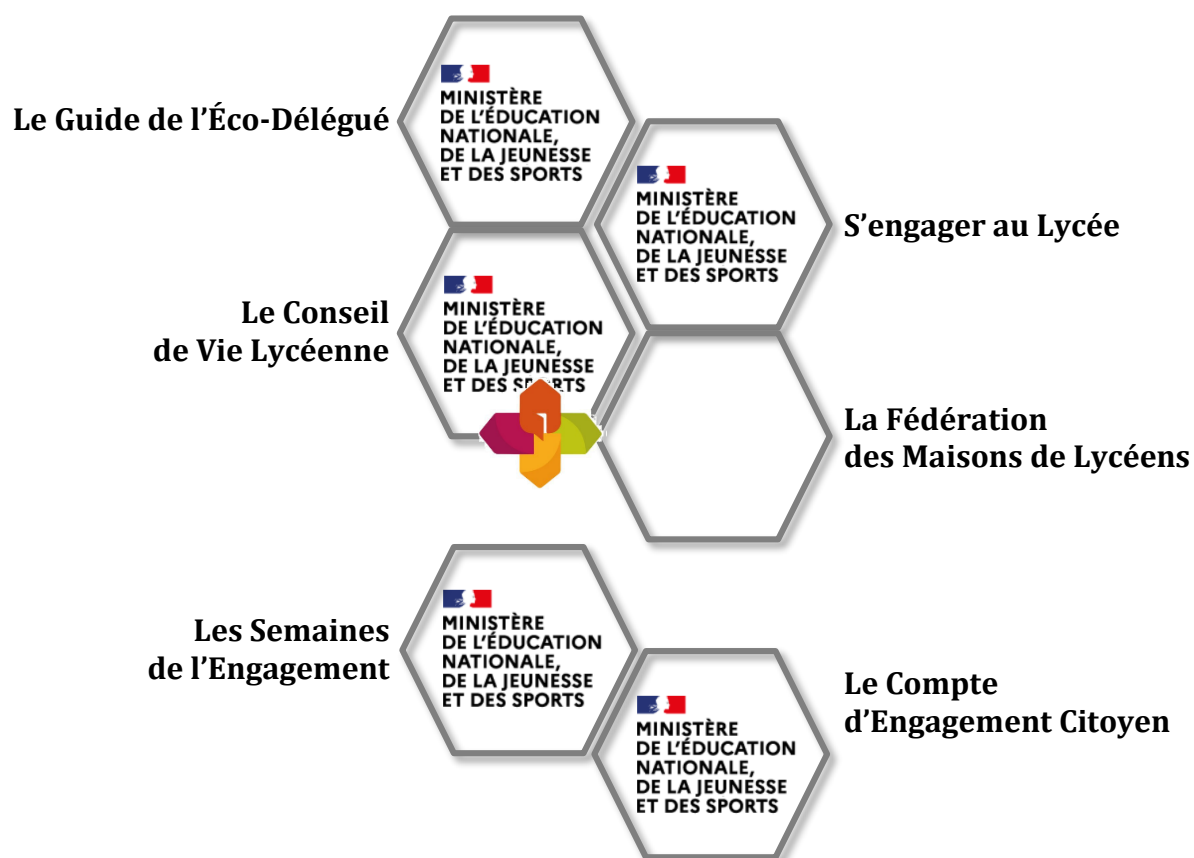 Le Guide de l’Éco-Délégué
MINISTÈRE
DE L’ÉDUCATION
NATIONALE,
DE LA JEUNESSE
ET DES SPORTS
MINISTÈRE
DE L’ÉDUCATION
NATIONALE,
DE LA JEUNESSE
ET DES SPORTS
S’engager au Lycée
Le Conseil
de Vie Lycéenne
MINISTÈRE
DE L’ÉDUCATION
NATIONALE,
DE LA JEUNESSE
ET DES SPORTS
La Fédération
des Maisons de Lycéens
Les Semaines
de l’Engagement
MINISTÈRE
DE L’ÉDUCATION
NATIONALE,
DE LA JEUNESSE
ET DES SPORTS
MINISTÈRE
DE L’ÉDUCATION
NATIONALE,
DE LA JEUNESSE
ET DES SPORTS
Le Compte
d’Engagement Citoyen